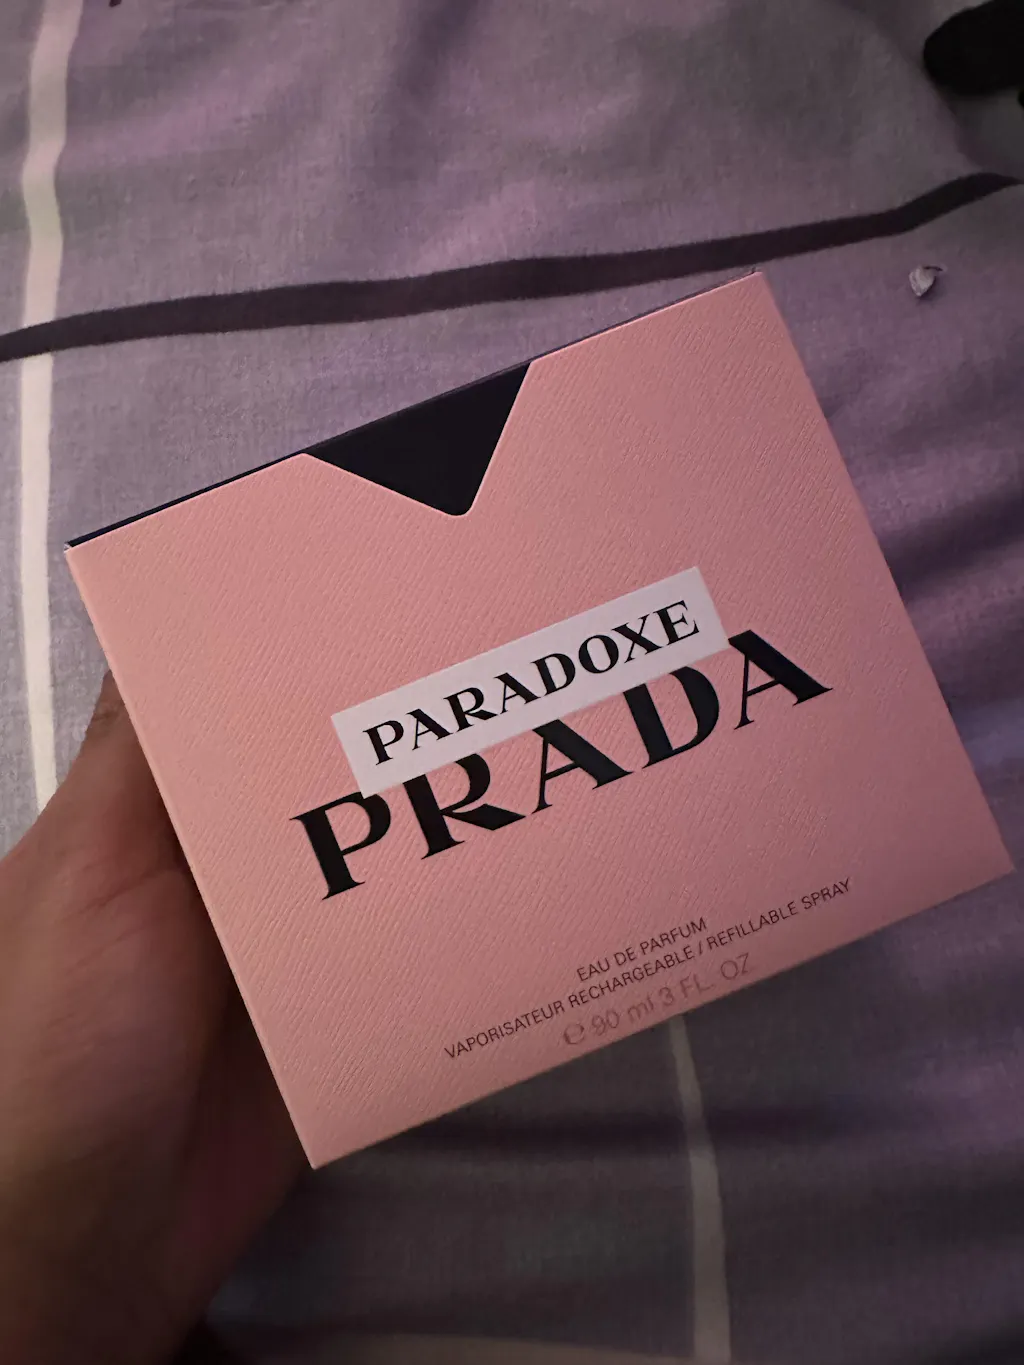 PARADOXE
PRADA
EAU DE PARFUM
VAPORISATEUR RECHARGEABLE / REFILLABLE SPRAY
℮ 90 ml 3 FL. OZ